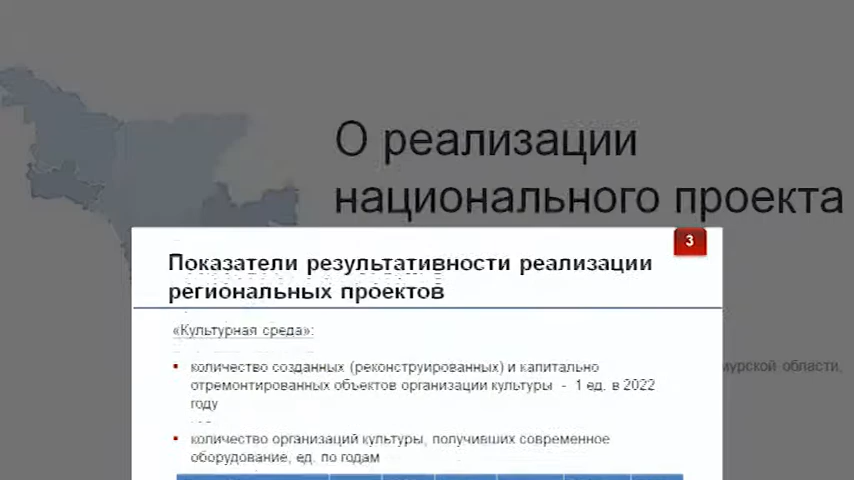 О реализации
национального проекта
3
Показатели результативности реализации
региональных проектов
«Культурная среда»:
количество созданных (реконструированных) и капитально
отремонтированных объектов организации культуры - 1 ед. в 2022
году
области,
количество организаций культуры, получивших современное
оборудование, ед. по годам